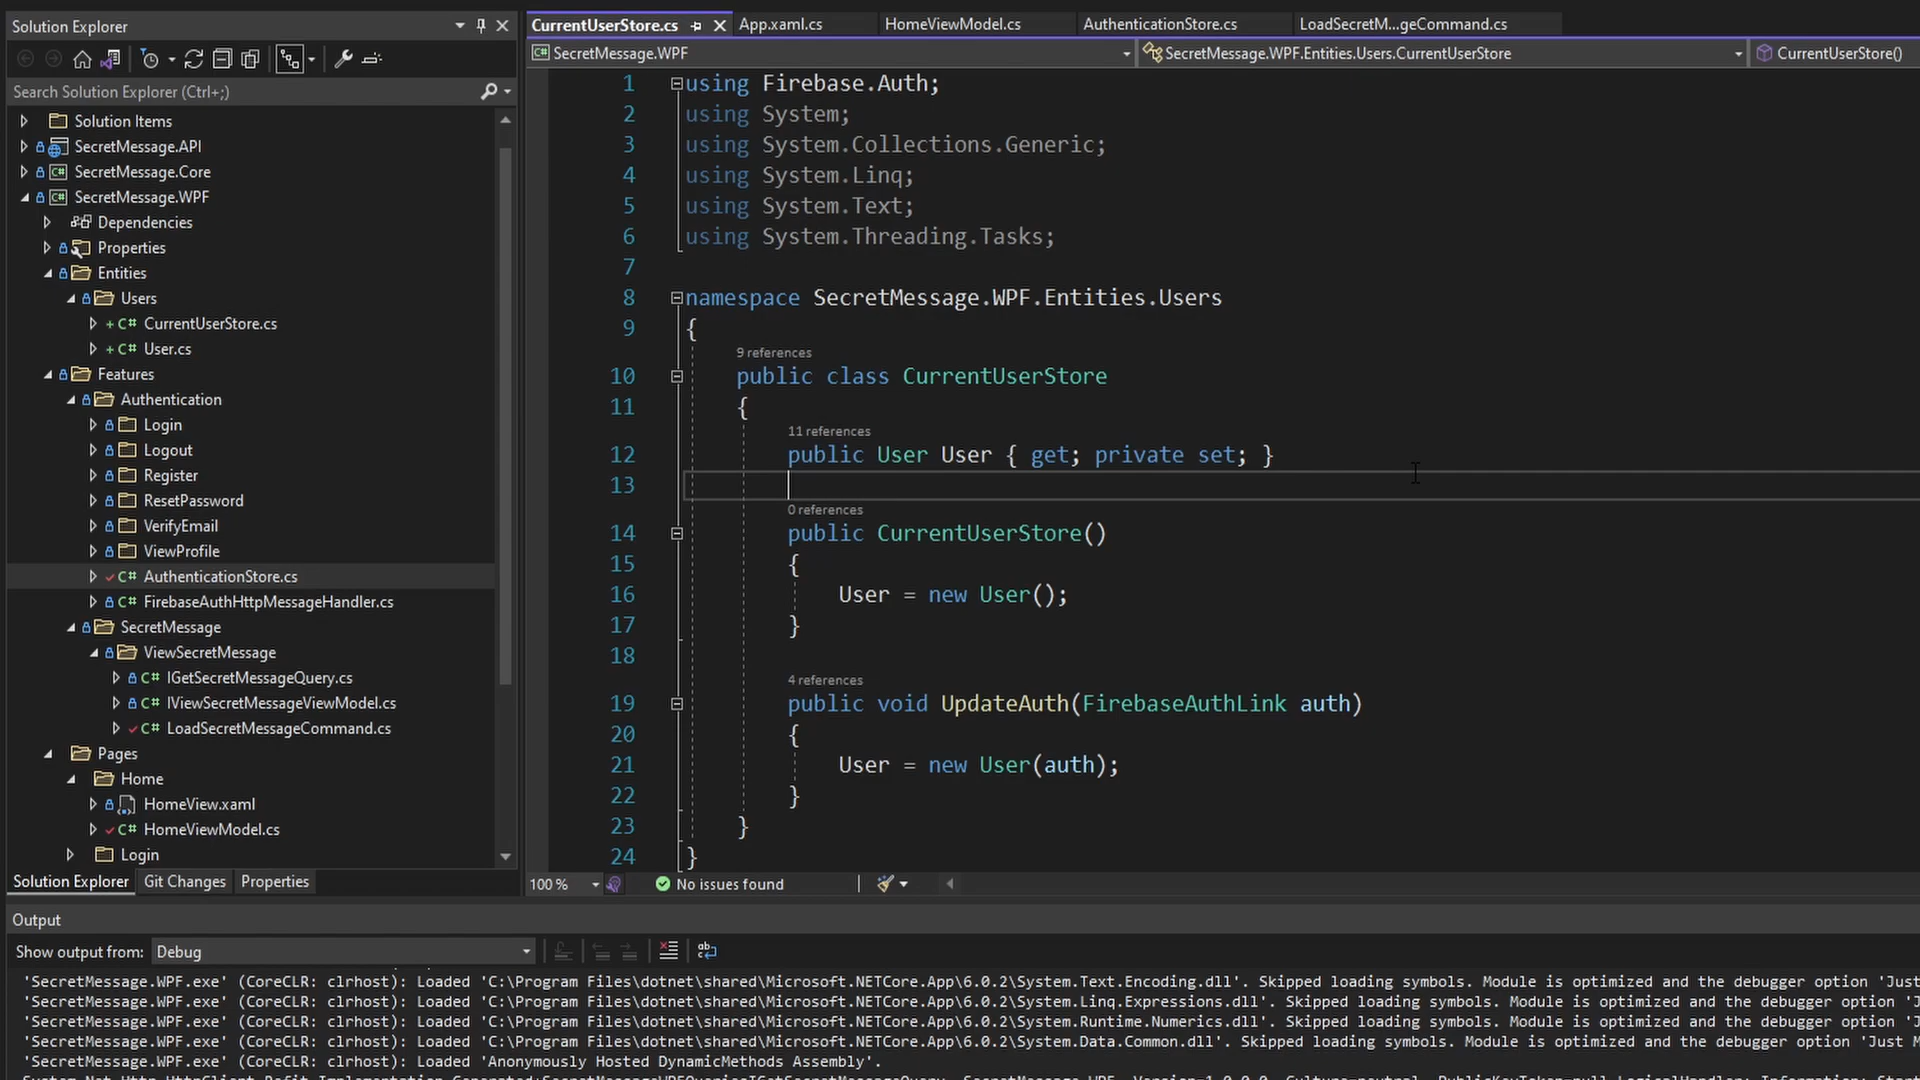 Solution Explorer
Search Solution Explorer (Ctrl+;)
Solution Items
SecretMessage.API
SecretMessage.Core
SecretMessage.WPF
Dependencies
Properties
Entities
Users
CurrentUserStore.cs
User.cs
Features
Authentication
Login
Logout
Register
ResetPassword
VerifyEmail
ViewProfile
AuthenticationStore.cs
FirebaseAuthHttpMessageHandler.cs
SecretMessage
ViewSecretMessage
IGetSecretMessageQuery.cs
IViewSecretMessageViewModel.cs
LoadSecretMessageCommand.cs
Pages
Home
HomeView.xaml
HomeViewModel.cs
Login
Solution Explorer Git Changes Properties
CurrentUserStore.cs App.xaml.cs HomeViewModel.cs AuthenticationStore.cs LoadSecretM...geCommand.cs
SecretMessage.WPF SecretMessage.WPF.Entities.Users.CurrentUserStore CurrentUserStore()
1 using Firebase.Auth;
2 using System;
3 using System.Collections.Generic;
4 using System.Linq;
5 using System.Text;
6 using System.Threading.Tasks;
7
8 namespace SecretMessage.WPF.Entities.Users
9 {
9 references
10 public class CurrentUserStore
11 {
11 references
12 public User User { get; private set; }
13
0 references
14 public CurrentUserStore()
15 {
16 User = new User();
17 }
18
4 references
19 public void UpdateAuth(FirebaseAuthLink auth)
20 {
21 User = new User(auth);
22 }
23 }
24 }
100 % No issues found
Output
Show output from: Debug
'SecretMessage.WPF.exe' (CoreCLR: clrhost): Loaded 'C:\Program Files\dotnet\shared\Microsoft.NETCore.App\6.0.2\System.Text.Encoding.dll'. Skipped loading symbols. Module is optimized and the debugger option 'Just
'SecretMessage.WPF.exe' (CoreCLR: clrhost): Loaded 'C:\Program Files\dotnet\shared\Microsoft.NETCore.App\6.0.2\System.Linq.Expressions.dll'. Skipped loading symbols. Module is optimized and the debugger option
'SecretMessage.WPF.exe' (CoreCLR: clrhost): Loaded 'C:\Program Files\dotnet\shared\Microsoft.NETCore.App\6.0.2\System.Runtime.Numerics.dll'. Skipped loading symbols. Module is optimized and the debugger option
'SecretMessage.WPF.exe' (CoreCLR: clrhost): Loaded 'C:\Program Files\dotnet\shared\Microsoft.NETCore.App\6.0.2\System.Data.Common.dll'. Skipped loading symbols. Module is optimized and the debugger option 'Just M
'SecretMessage.WPF.exe' (CoreCLR: clrhost): Loaded 'Anonymously Hosted DynamicMethods Assembly'.